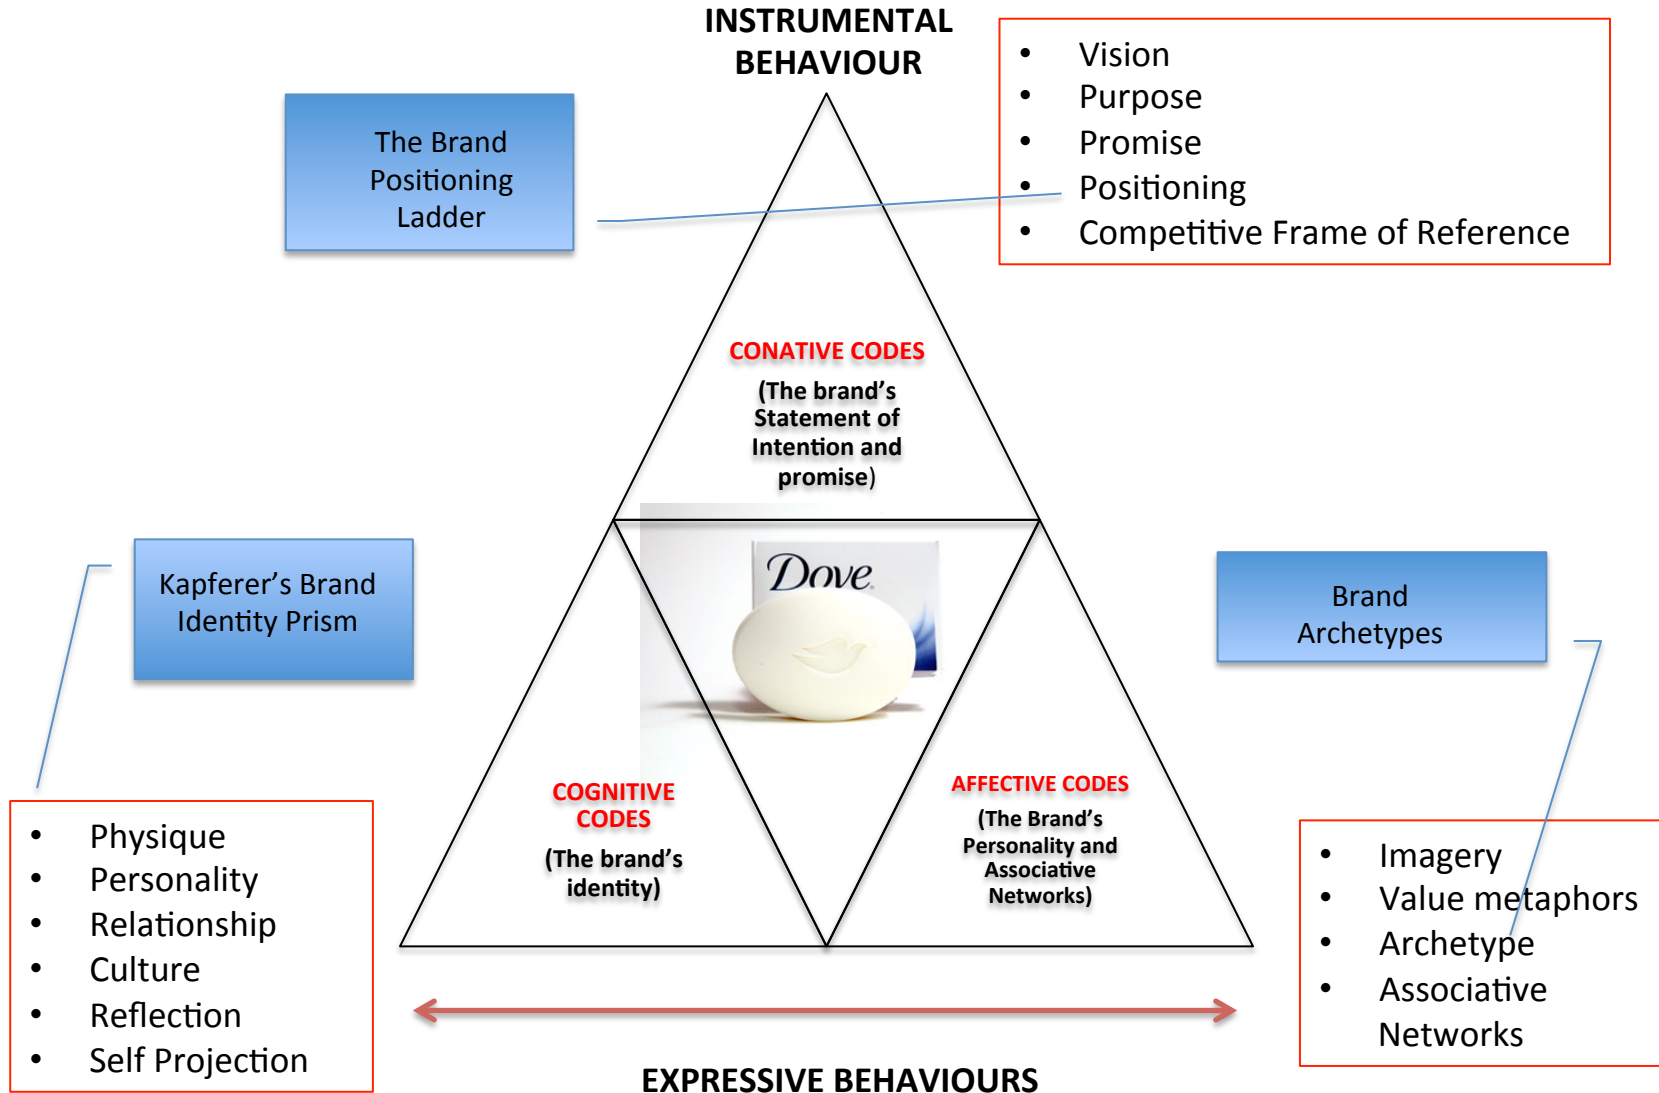 INSTRUMENTAL
BEHAVIOUR
• Vision
• Purpose
• Promise
• Positioning
• Competitive Frame of Reference
The Brand
Positioning
Ladder
CONATIVE CODES
(The brand’s
Statement of
Intention and
promise)
Kapferer’s Brand
Identity Prism
Dove
Brand
Archetypes
COGNITIVE
CODES
(The brand’s
identity)
AFFECTIVE CODES
(The Brand’s
Personality and
Associative
Networks)
• Physique
• Personality
• Relationship
• Culture
• Reflection
• Self Projection
• Imagery
• Value metaphors
• Archetype
• Associative
Networks
EXPRESSIVE BEHAVIOURS